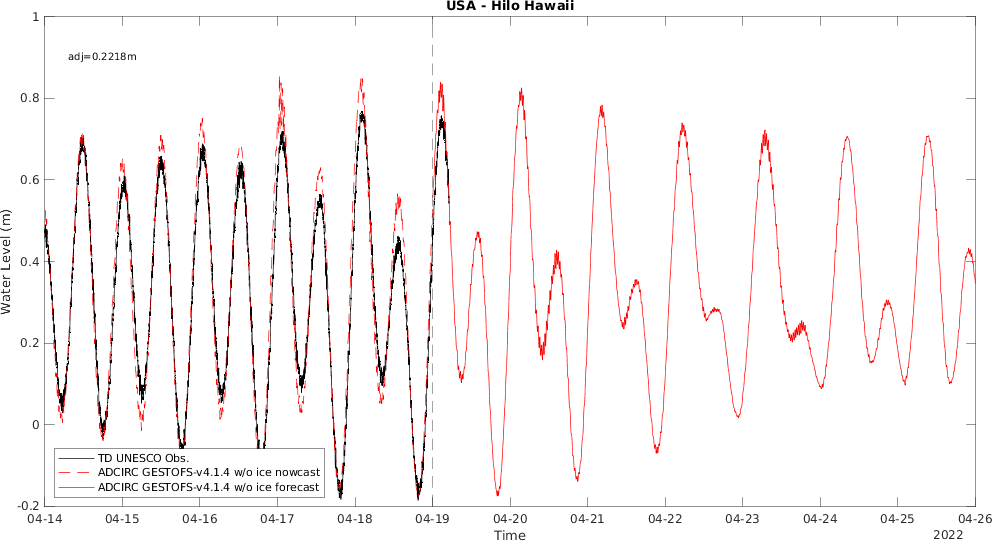 USA - Hilo Hawaii
adj=0.2218m
1
0.8
0.6
0.4
0.2
0
-0.2
Water Level (m)
TD UNESCO Obs.
ADCIRC GESTOFS-v4.1.4 w/o ice nowcast
ADCIRC GESTOFS-v4.1.4 w/o ice forecast
04-14 04-15 04-16 04-17 04-18 04-19 04-20 04-21 04-22 04-23 04-24 04-25 04-26
Time
2022